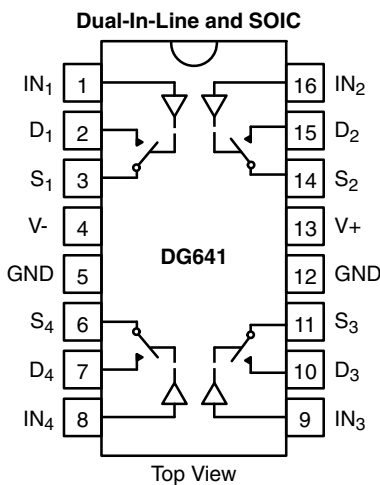 Dual-In-Line and SOIC
IN1 1 16 IN2
D1 2 15 D2
S1 3 14 S2
V- 4 13 V+
DG641
GND 5 12 GND
S4 6 11 S3
D4 7 10 D3
IN4 8 9 IN3
Top View